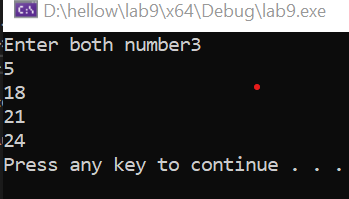 D:\hellow\lab9\x64\Debug\lab9.exe
Enter both number3
5
18
21
24
Press any key to continue . . .